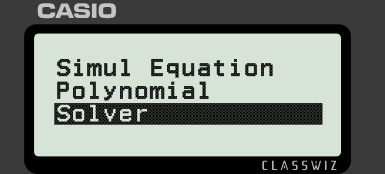 CASIO
Simul Equation
Polynomial
Solver
CLASSWIZ